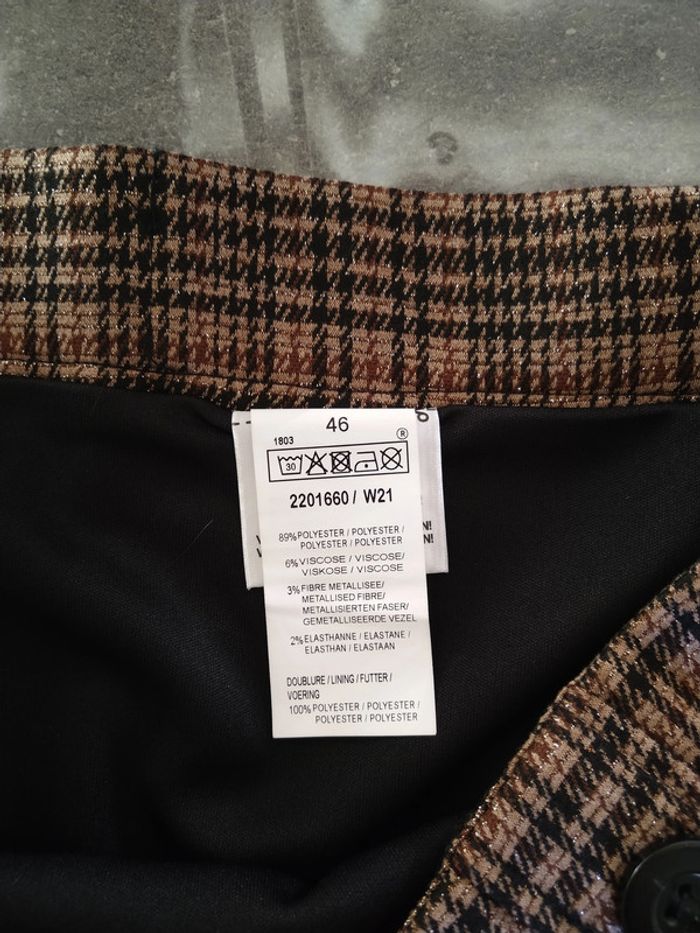 46
1803
®
30
2201660 / W21
89% POLYESTER / POLYESTER /
POLYESTER / POLYESTER
6% VISCOSE / VISCOSE/
VISKOSE / VISCOSE
3% FIBRE METALLISEE/
METALLISED FIBRE/
METALLISIERTEN FASER/
GEMETALLISEERDE VEZEL
2% ELASTHANNE / ELASTANE /
ELASTHAN / ELASTAAN
DOUBLURE / LINING / FUTTER /
VOERING
100% POLYESTER / POLYESTER /
POLYESTER / POLYESTER